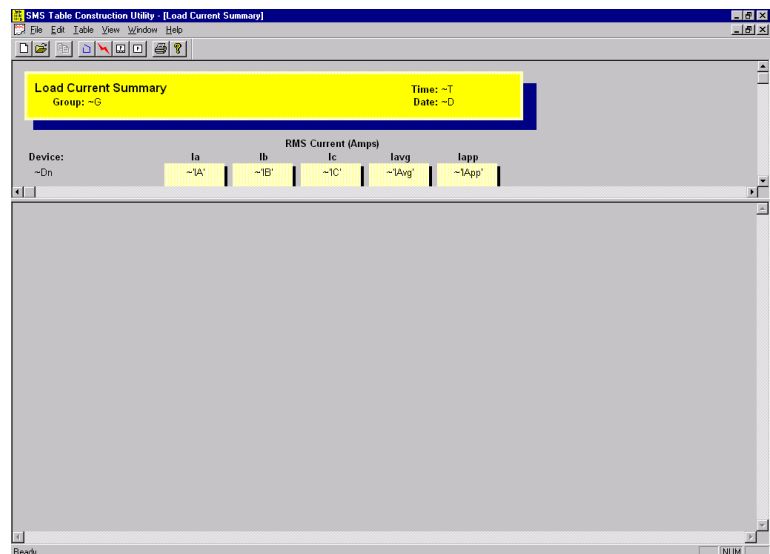 SMS Table Construction Utility - [Load Current Summary]
File Edit Table View Window Help
Load Current Summary
Time: ~T
Group: ~G
Date: ~D
RMS Current (Amps)
Device: Ia Ib Ic Iavg Iapp
~Dn ~'IA' ~'IB' ~'IC' ~'IAvg' ~'IApp'
Ready NUM